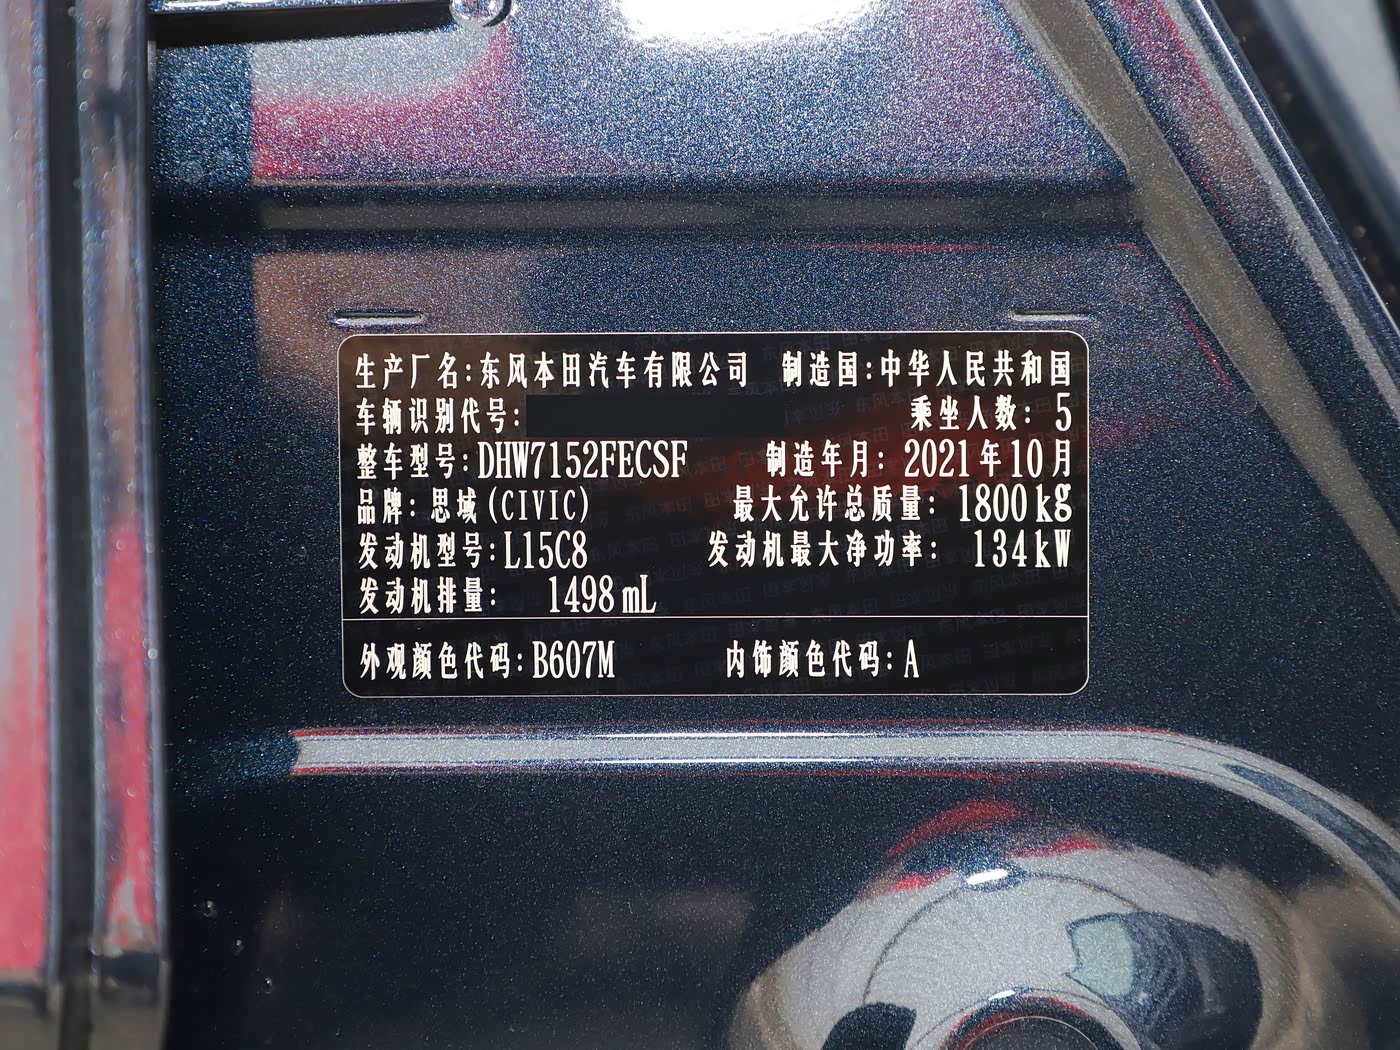 生产厂名:东风本田汽车有限公司 制造国:中华人民共和国
车辆识别代号: 乘坐人数: 5
整车型号:DHW7152FECSF 制造年月: 2021年10月
品牌: 思域(CIVIC) 最大允许总质量: 1800kg
发动机型号:L15C8 发动机最大净功率: 134kW
发动机排量: 1498mL
外观颜色代码:B607M 内饰颜色代码:A